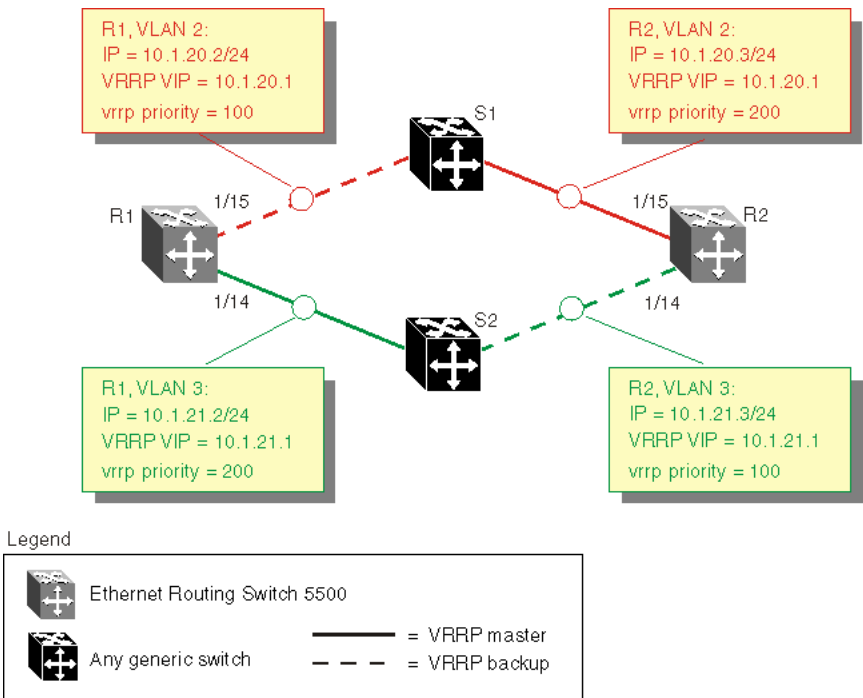 R1, VLAN 2:
IP = 10.1.20.2/24
VRRP VIP = 10.1.20.1
vrrp priority = 100
R2, VLAN 2:
IP = 10.1.20.3/24
VRRP VIP = 10.1.20.1
vrrp priority = 200
S1
R1
1/15
1/15
R2
1/14
S2
1/14
R1, VLAN 3:
IP = 10.1.21.2/24
VRRP VIP = 10.1.21.1
vrrp priority = 200
R2, VLAN 3:
IP = 10.1.21.3/24
VRRP VIP = 10.1.21.1
vrrp priority = 100
Legend
Ethernet Routing Switch 5500
Any generic switch
= VRRP master
= VRRP backup